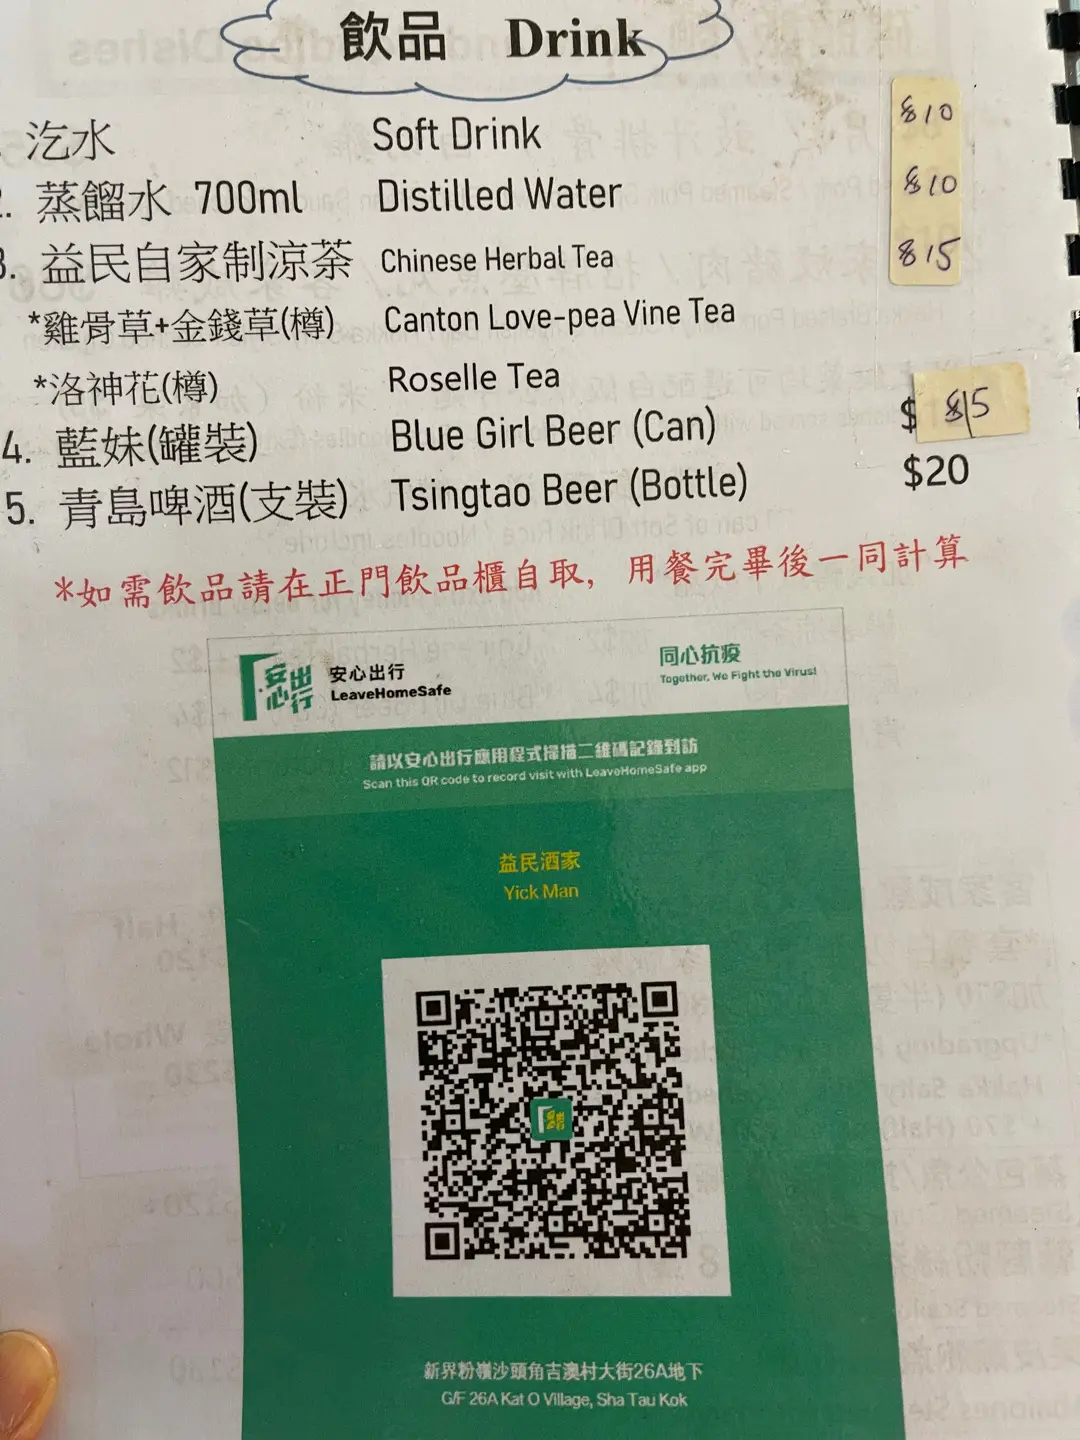 飲品 Drink
汔水 Soft Drink $10
2. 蒸餾水 700ml Distilled Water $10
3. 益民自家制涼茶 Chinese Herbal Tea $15
*雞骨草+金錢草(樽) Canton Love-pea Vine Tea
*洛神花(樽) Roselle Tea
4. 藍妹(罐裝) Blue Girl Beer (Can) $ $15
5. 青島啤酒(支裝) Tsingtao Beer (Bottle) $20
*如需飲品請在正門飲品櫃自取, 用餐完畢後一同計算
安心出行
安心出行
LeaveHomeSafe
同心抗疫
Together, We Fight the Virus!
請以安心出行應用程式掃描二維碼記錄到訪
Scan this QR code to record visit with LeaveHomeSafe app
益民酒家
Yick Man
新界粉嶺沙頭角吉澳村大街26A地下
G/F 26A Kat O Village, Sha Tau Kok